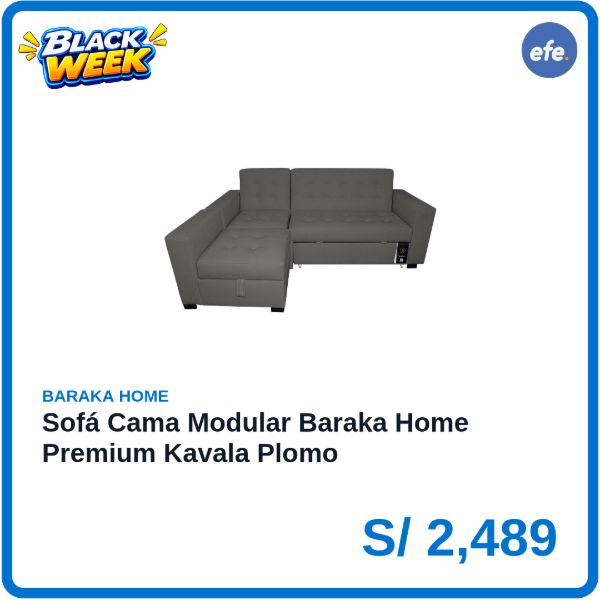 BLACK
WEEK
efe.
BARAKA HOME
Sofá Cama Modular Baraka Home
Premium Kavala Plomo
S/ 2,489